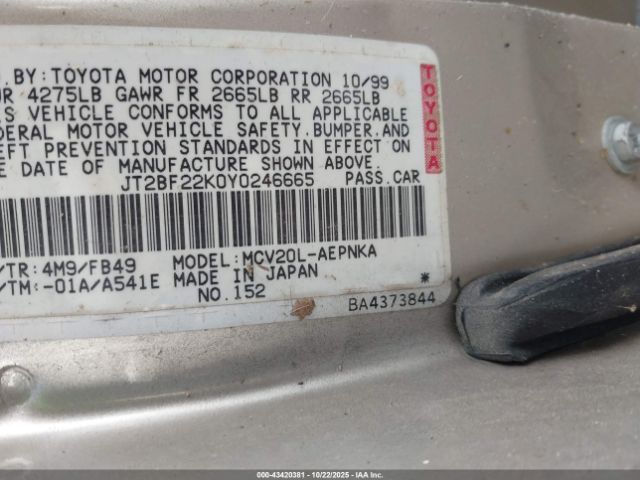 D BY: TOYOTA MOTOR CORPORATION 10/99
4275LB GAWR FR 2665LB RR 2665LB
S VEHICLE CONFORMS TO ALL APPLICABLE
DERAL MOTOR VEHICLE SAFETY.BUMPER.AND
EFT PREVENTION STANDARDS IN EFFECT ON
E DATE OF MANUFACTURE SHOWN ABOVE.
JT2BF22K0Y0246665 PASS.CAR
/TR: 4M9/FB49 MODEL: MCV20L-AEPNKA
/TM: -01A/A541E MADE IN JAPAN
NO.152 *
BA4373844
TOYOTA
000-43420381 - 10/22/2025 - IAAI.COM